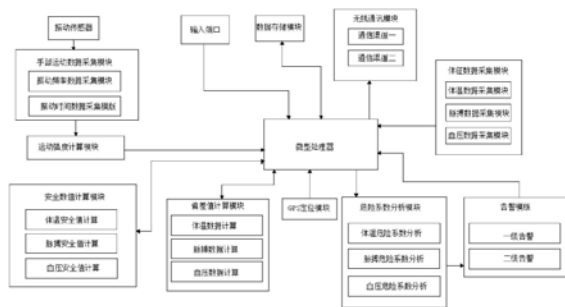 振动传感器
手部运动数据采集模块
振动频率数据采集模块
振动时间数据采集模版
运动强度计算模块
输入端口
数据存储模块
无线通讯模块
通信渠道一
通信渠道二
体征数据采集模块
体温数据采集模块
脉搏数据采集模块
血压数据采集模块
微型处理器
安全数值计算模块
体温安全值计算
脉搏安全值计算
血压安全值计算
偏差值计算模块
体温数据计算
脉搏数据计算
血压数据计算
GPS定位模块
危险系数分析模块
体温危险系数分析
脉搏危险系数分析
血压危险系数分析
告警模版
一级告警
二级告警